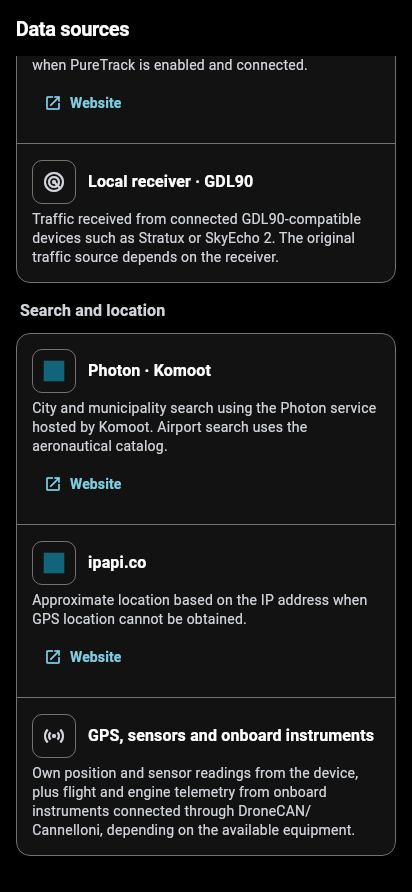 Data sources
when PureTrack is enabled and connected.
Website
Local receiver · GDL90
Traffic received from connected GDL90-compatible
devices such as Stratux or SkyEcho 2. The original
traffic source depends on the receiver.
Search and location
Photon · Komoot
City and municipality search using the Photon service
hosted by Komoot. Airport search uses the
aeronautical catalog.
Website
ipapi.co
Approximate location based on the IP address when
GPS location cannot be obtained.
Website
GPS, sensors and onboard instruments
Own position and sensor readings from the device,
plus flight and engine telemetry from onboard
instruments connected through DroneCAN/
Cannelloni, depending on the available equipment.